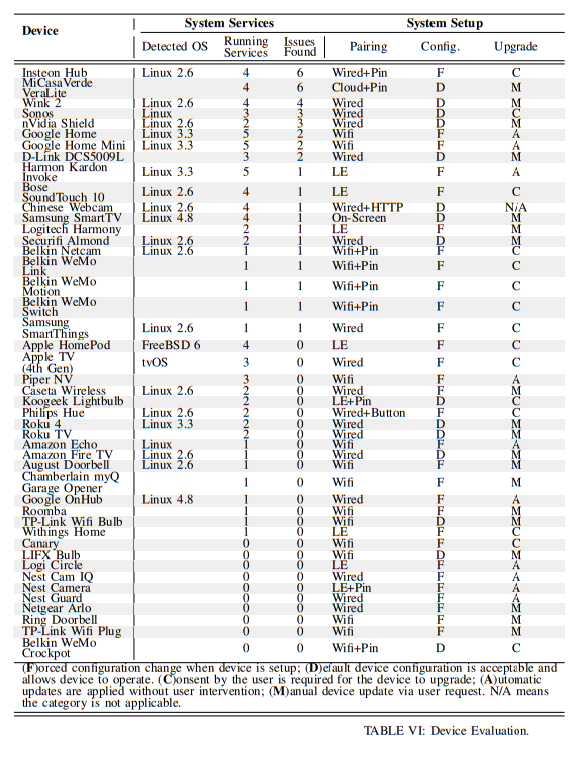 Device System Services System Setup
Detected OS Running Services Issues Found Pairing Config. Upgrade
Insteon Hub Linux 2.6 4 6 Wired+Pin F C
MiCasaVerde VeraLite 4 6 Cloud+Pin D M
Wink 2 Linux 2.6 4 4 Wired D M
Sonos Linux 3 3 Wired D C
nVidia Shield Linux 2.6 2 3 Wired D M
Google Home Linux 3.3 5 2 Wifi F A
Google Home Mini Linux 3.3 5 2 Wifi F A
D-Link DCS5009L 3 2 Wired D M
Harmon Kardon Invoke Linux 3.3 5 1 LE F A
Bose SoundTouch 10 Linux 2.6 4 1 LE F C
Chinese Webcam Linux 2.6 4 1 Wired+HTTP D N/A
Samsung SmartTV Linux 4.8 4 1 On-Screen D M
Logitech Harmony 2 1 LE F M
Securifi Almond Linux 2.6 2 1 Wired D M
Belkin Netcam Linux 2.6 1 1 Wifi+Pin F C
Belkin WeMo Link 1 1 Wifi+Pin F C
Belkin WeMo Motion 1 1 Wifi+Pin F C
Belkin WeMo Switch 1 1 Wifi+Pin F C
Samsung SmartThings Linux 2.6 1 1 Wired F C
Apple HomePod FreeBSD 6 4 0 LE F C
Apple TV (4th Gen) tvOS 3 0 Wired F C
Piper NV 3 0 Wifi F A
Caseta Wireless Linux 2.6 2 0 Wired F M
Koogeek Lightbulb 2 0 LE+Pin D C
Philips Hue Linux 2.6 2 0 Wired+Button F C
Roku 4 Linux 3.3 2 0 Wired D M
Roku TV 2 0 Wired D M
Amazon Echo Linux 1 0 Wifi F A
Amazon Fire TV Linux 2.6 1 0 Wired D M
August Doorbell Linux 2.6 1 0 Wifi F M
Chamberlain myQ Garage Opener 1 0 Wifi F M
Google OnHub Linux 4.8 1 0 Wired F A
Roomba 1 0 Wifi F M
TP-Link Wifi Bulb 1 0 Wifi D M
Withings Home 1 0 LE F C
Canary 0 0 Wifi F C
LIFX Bulb 0 0 Wifi D M
Logi Circle 0 0 LE F A
Nest Cam IQ 0 0 Wired F A
Nest Camera 0 0 LE+Pin F A
Nest Guard 0 0 Wired F A
Netgear Arlo 0 0 Wired F M
Ring Doorbell 0 0 Wifi F M
TP-Link Wifi Plug 0 0 Wifi F M
Belkin WeMo Crockpot 0 0 Wifi+Pin D C
(F)orced configuration change when device is setup; (D)efault device configuration is acceptable and
allows device to operate. (C)onsent by the user is required for the device to upgrade; (A)utomatic
updates are applied without user intervention; (M)anual device update via user request. N/A means
the category is not applicable.
TABLE VI: Device Evaluation.